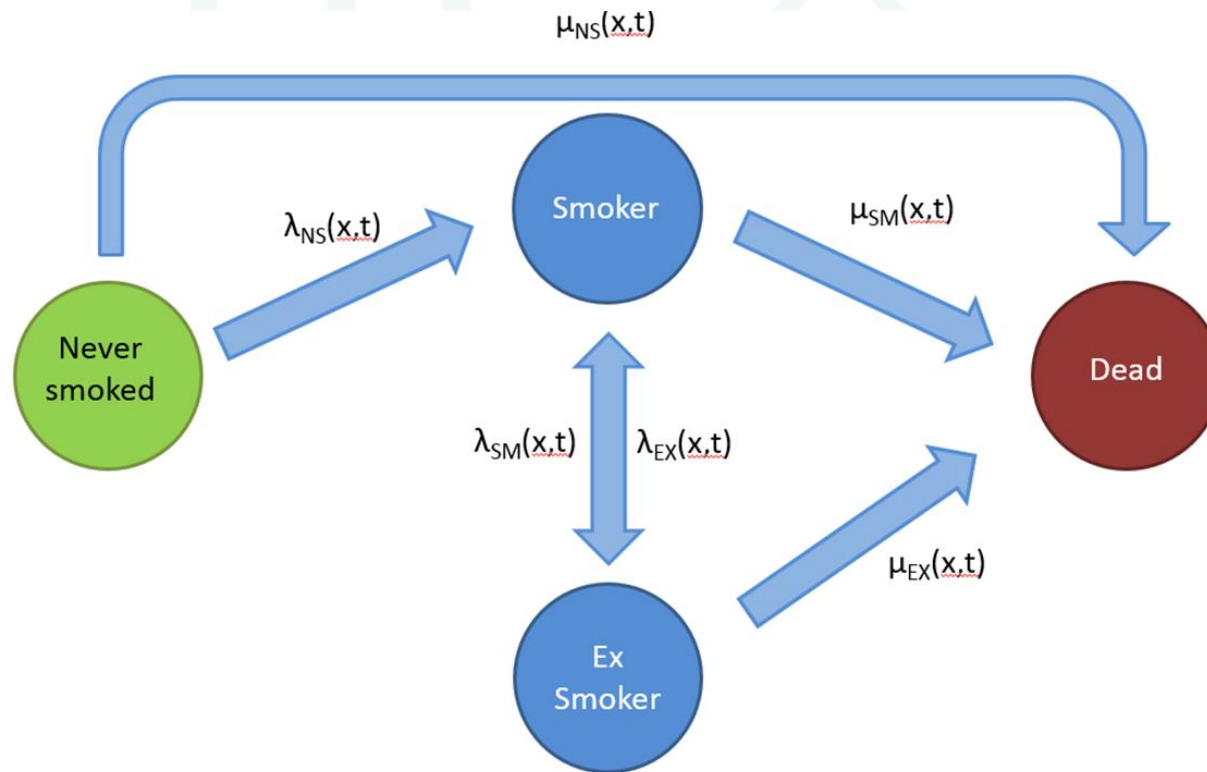 μNS(x,t)
Smoker
λNS(x,t)
μSM(x,t)
Never
smoked
Dead
λSM(x,t)
λEX(x,t)
μEX(x,t)
Ex
Smoker